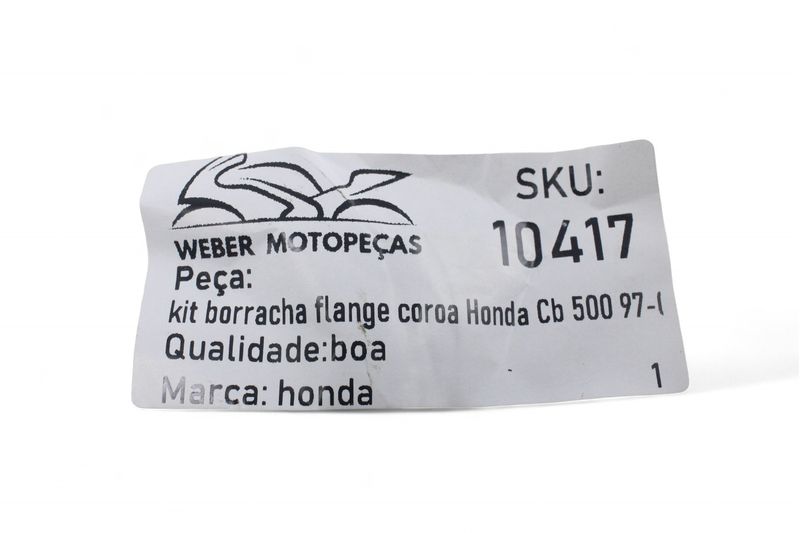 WEBER MOTOPEÇAS
SKU:
10417
Peça:
kit borracha flange coroa Honda Cb 500 97-
Qualidade:boa
Marca: honda
1